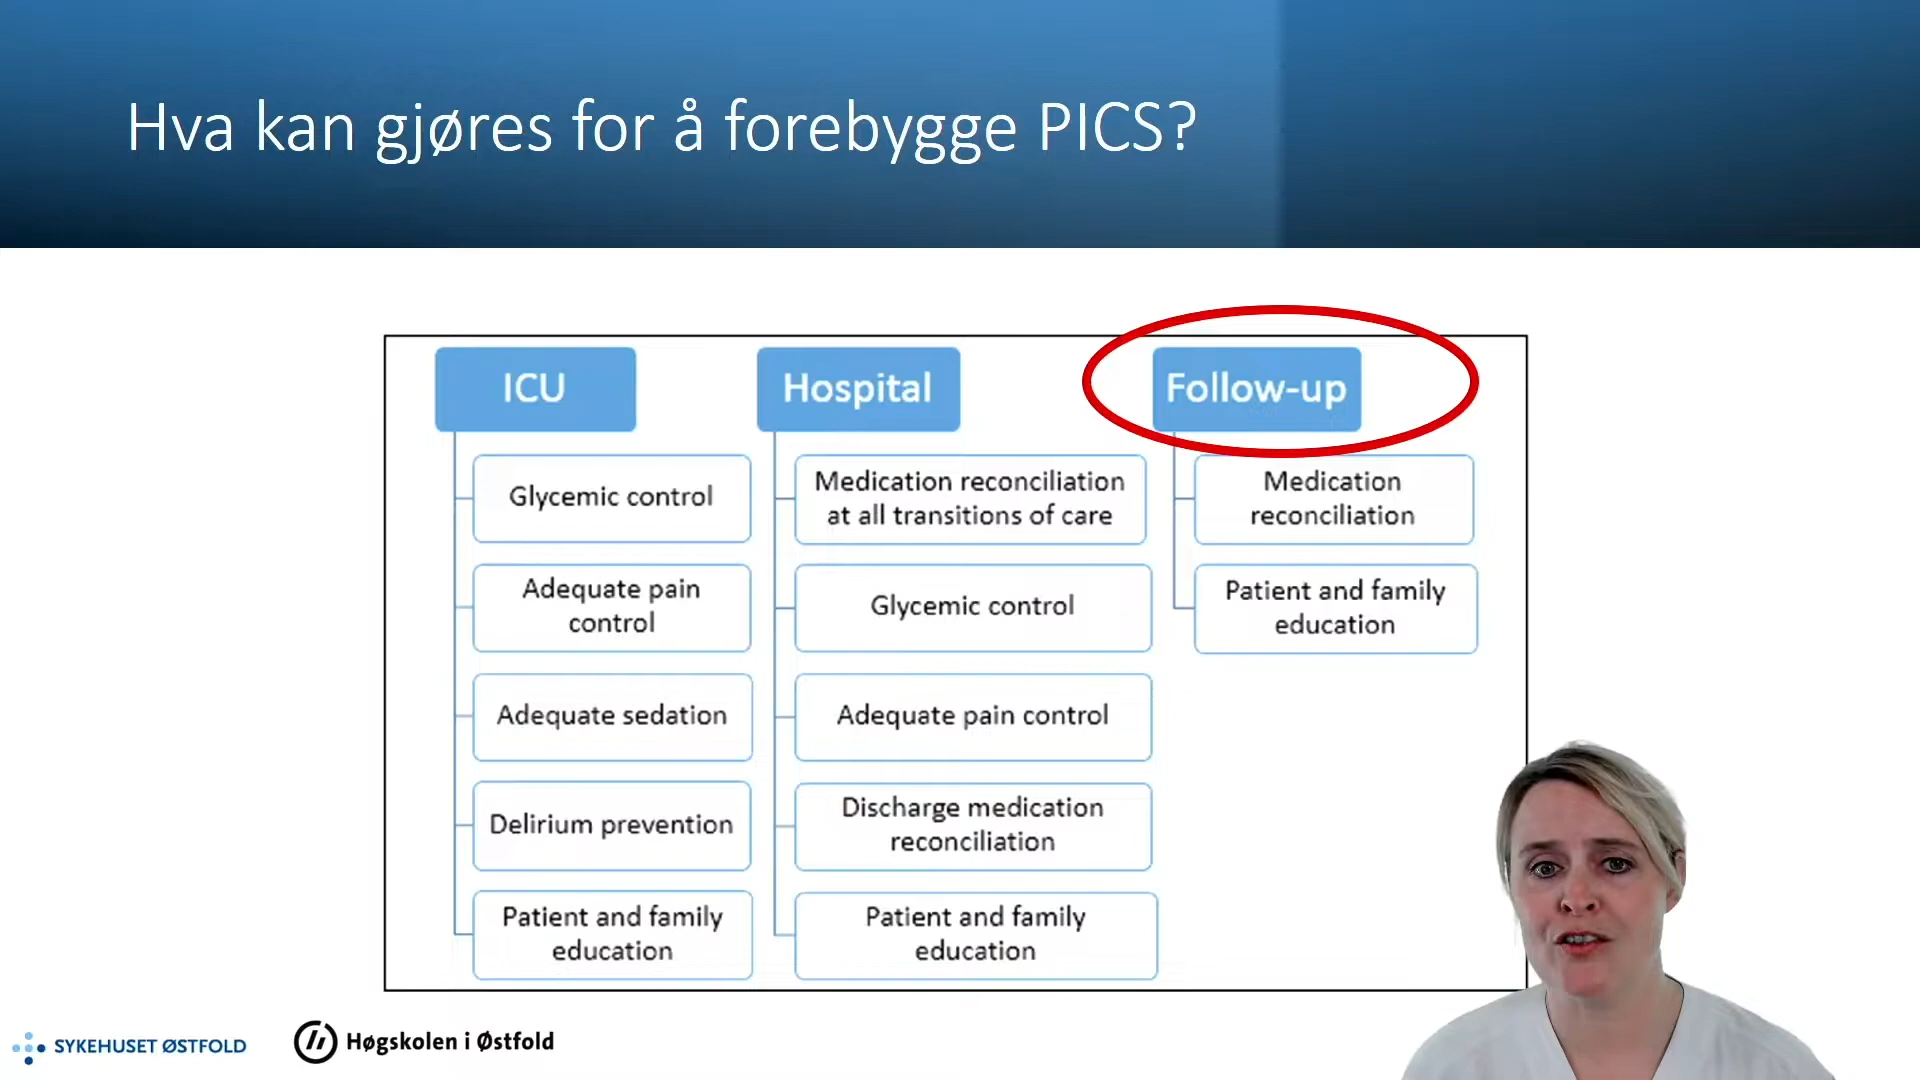 Hva kan gjøres for å forebygge PICS?
ICU
Glycemic control
Adequate pain
control
Adequate sedation
Delirium prevention
Patient and family
education
Hospital
Medication reconciliation
at all transitions of care
Glycemic control
Adequate pain control
Discharge medication
reconciliation
Patient and family
education
Follow-up
Medication
reconciliation
Patient and family
education
SYKEHUSET ØSTFOLD
Høgskolen i Østfold